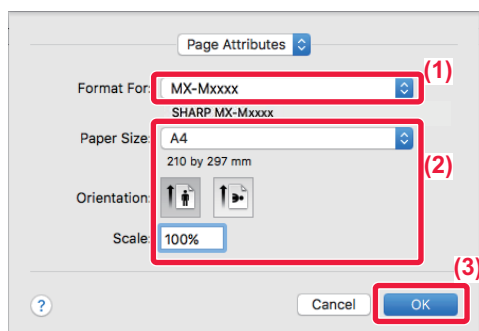 Page Attributes
(1)
Format For: MX-Mxxxx
SHARP MX-Mxxxx
Paper Size: A4
210 by 297 mm
(2)
Orientation:
Scale: 100%
(3)
? Cancel OK